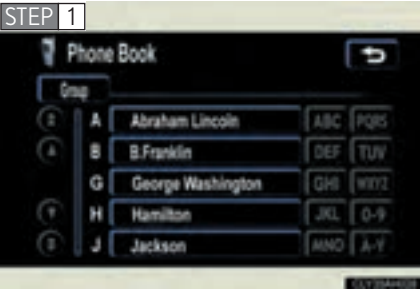 STEP 1
Phone Book
Group
A Abraham Lincoln ABC PQRS
B B.Franklin DEF TUV
G George Washington GHI WXYZ
H Hamilton JKL 0-9
J Jackson MNO